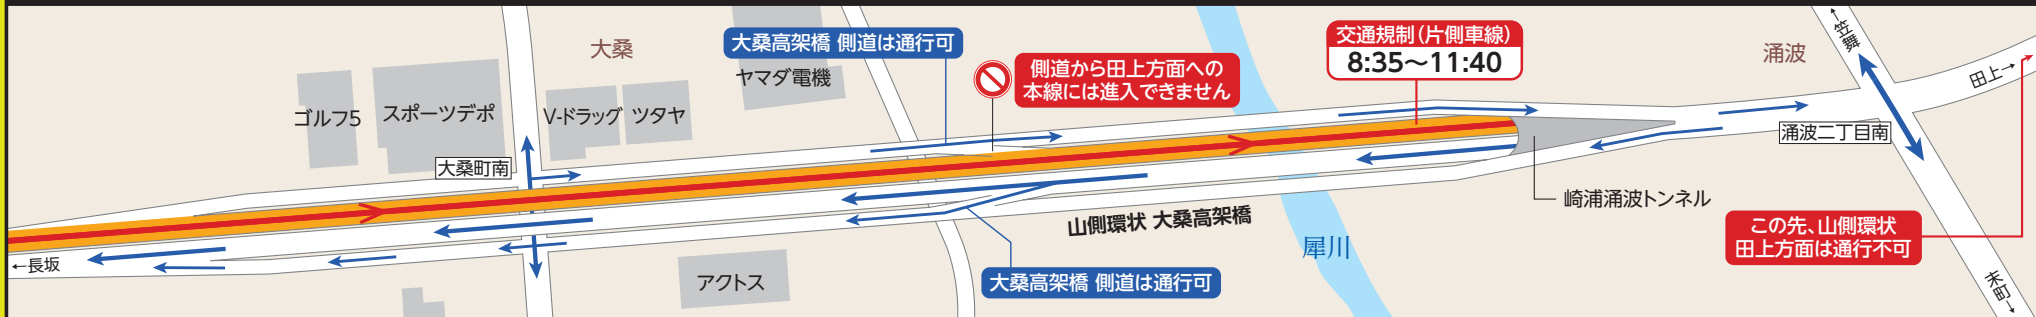 大桑
大桑高架橋 側道は通行可
ヤマダ電機
側道から田上方面への
本線には進入できません
交通規制（片側車線）
8:35～11:40
涌波
←笠舞
田上→
ゴルフ5
スポーツデポ
V-ドラッグ
ツタヤ
大桑町南
涌波二丁目南
崎浦涌波トンネル
山側環状 大桑高架橋
犀川
この先、山側環状
田上方面は通行不可
←長坂
アクトス
大桑高架橋 側道は通行可
末町→